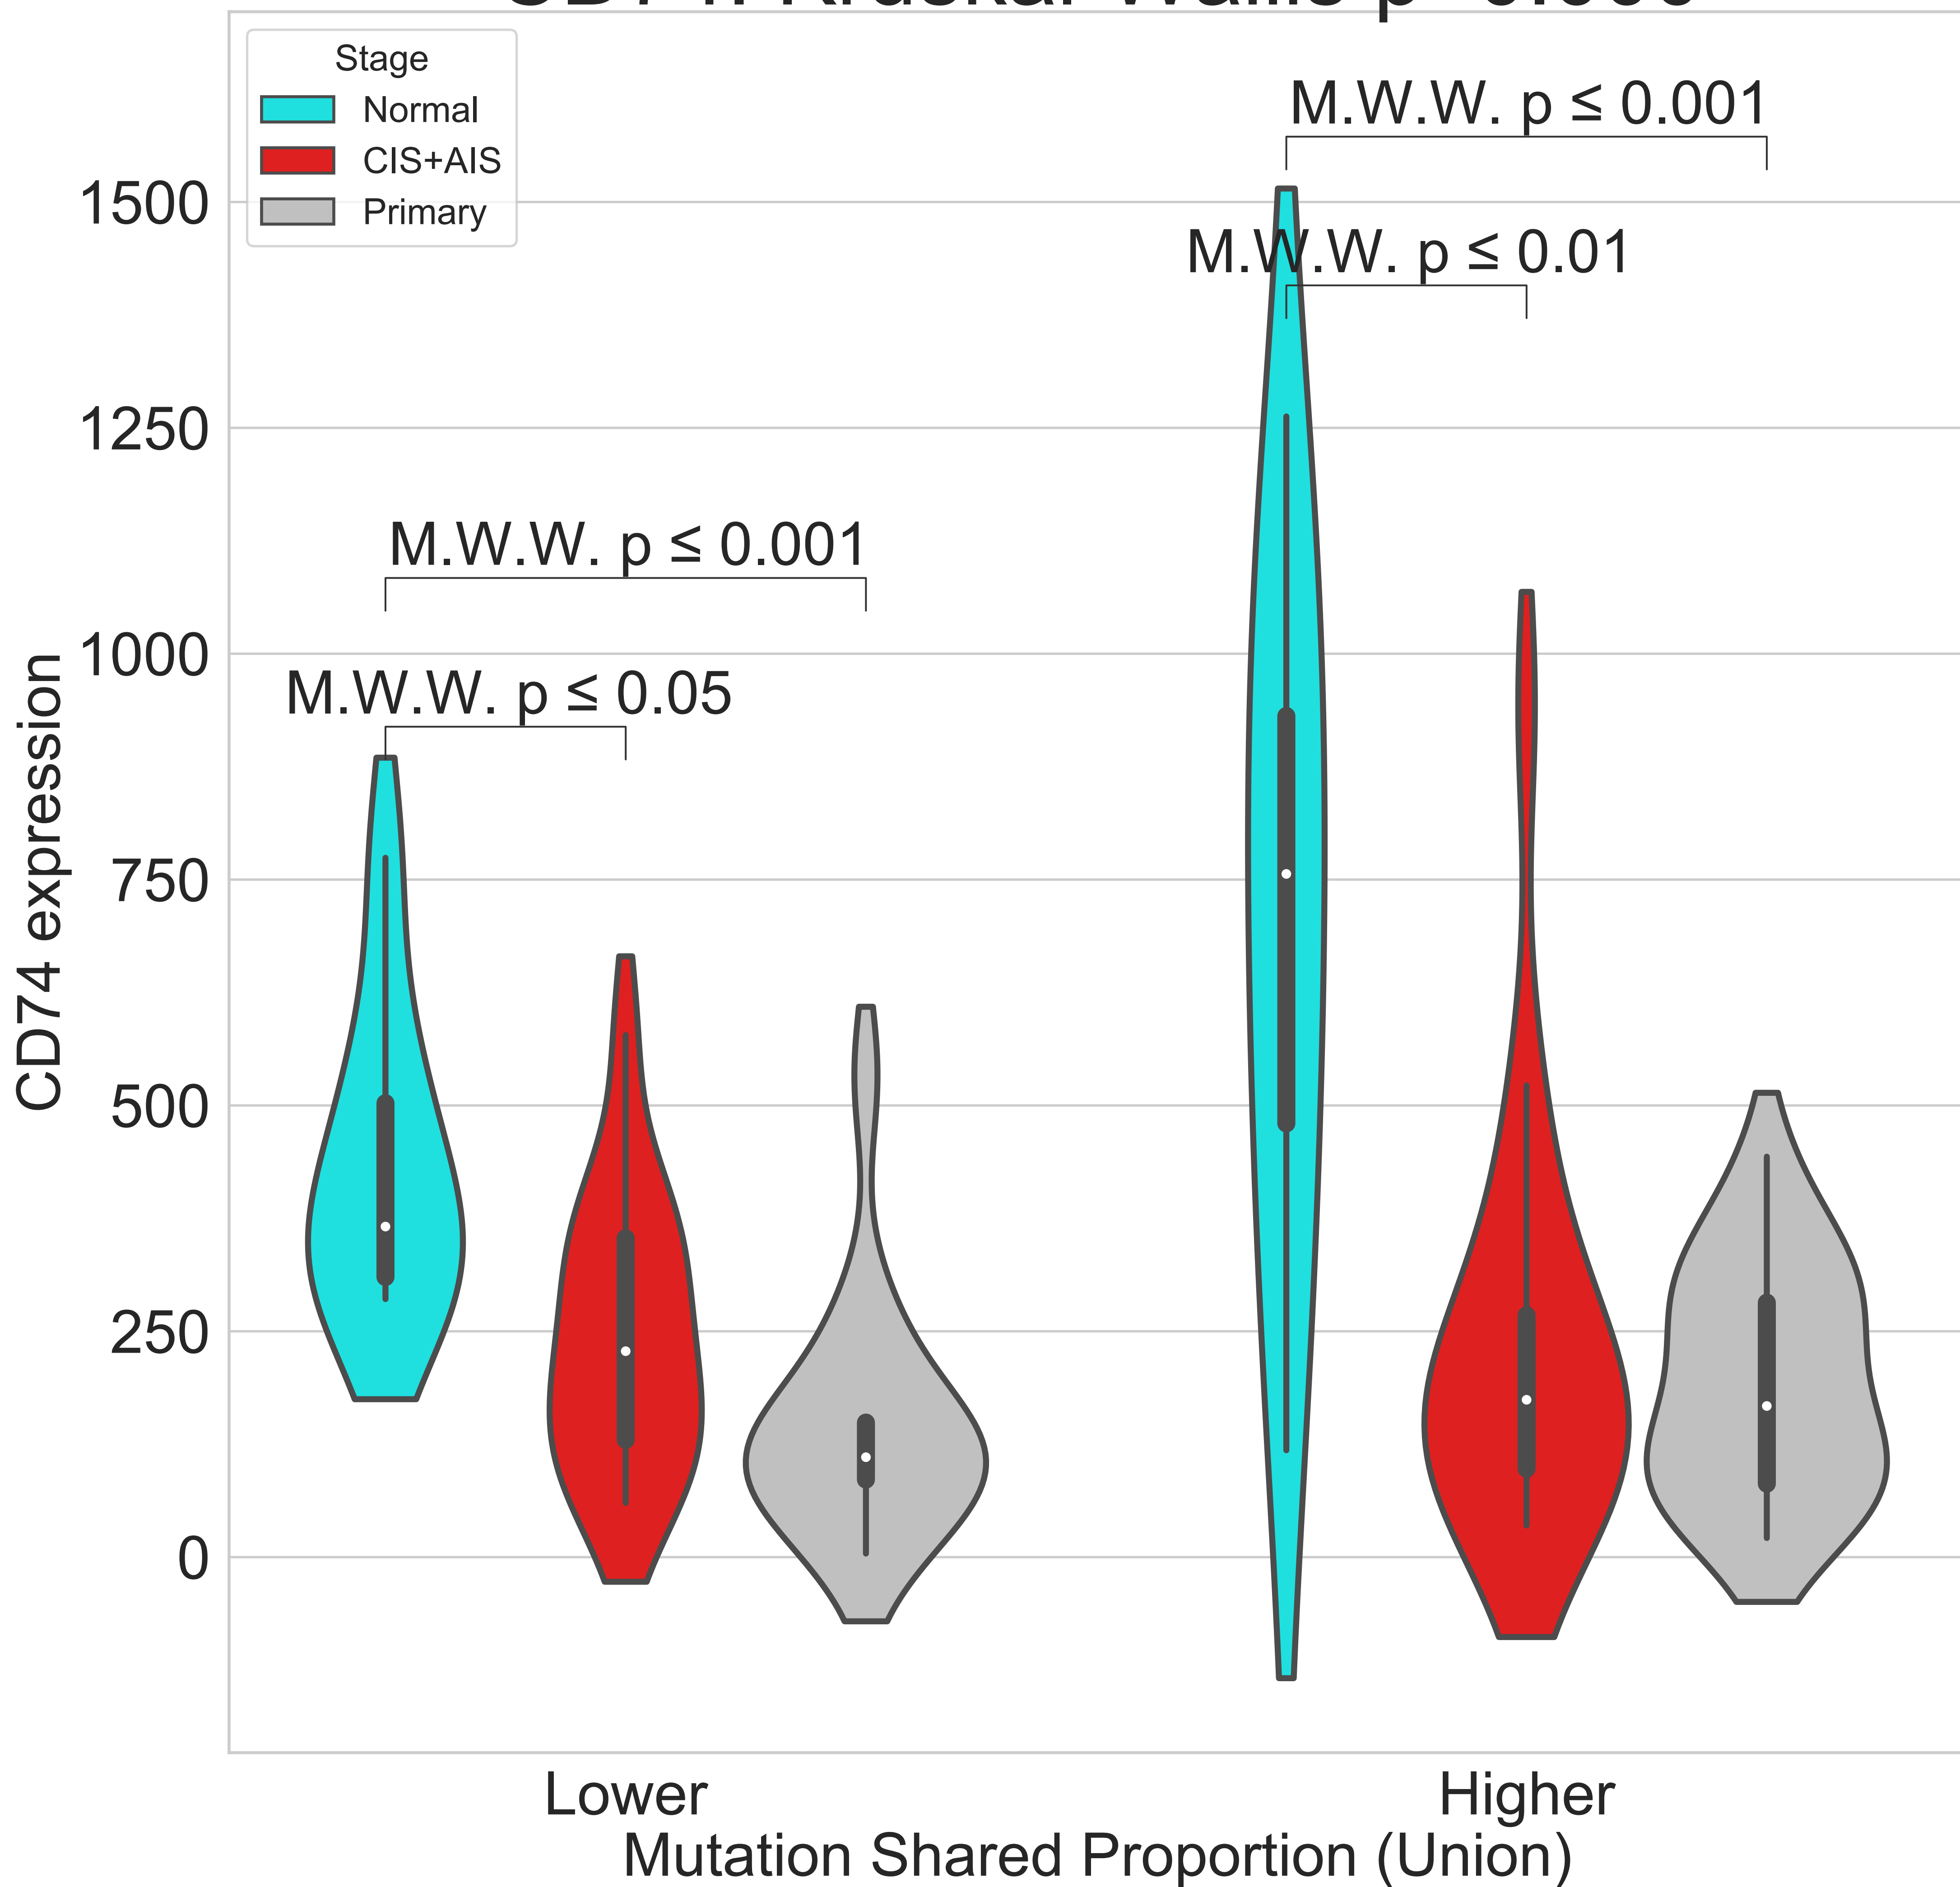 Stage
Normal
CIS+AIS
Primary
M.W.W. p ≤ 0.001
M.W.W. p ≤ 0.01
M.W.W. p ≤ 0.001
M.W.W. p ≤ 0.05
1500
1250
1000
750
500
250
0
CD74 expression
Lower
Higher
Mutation Shared Proportion (Union)